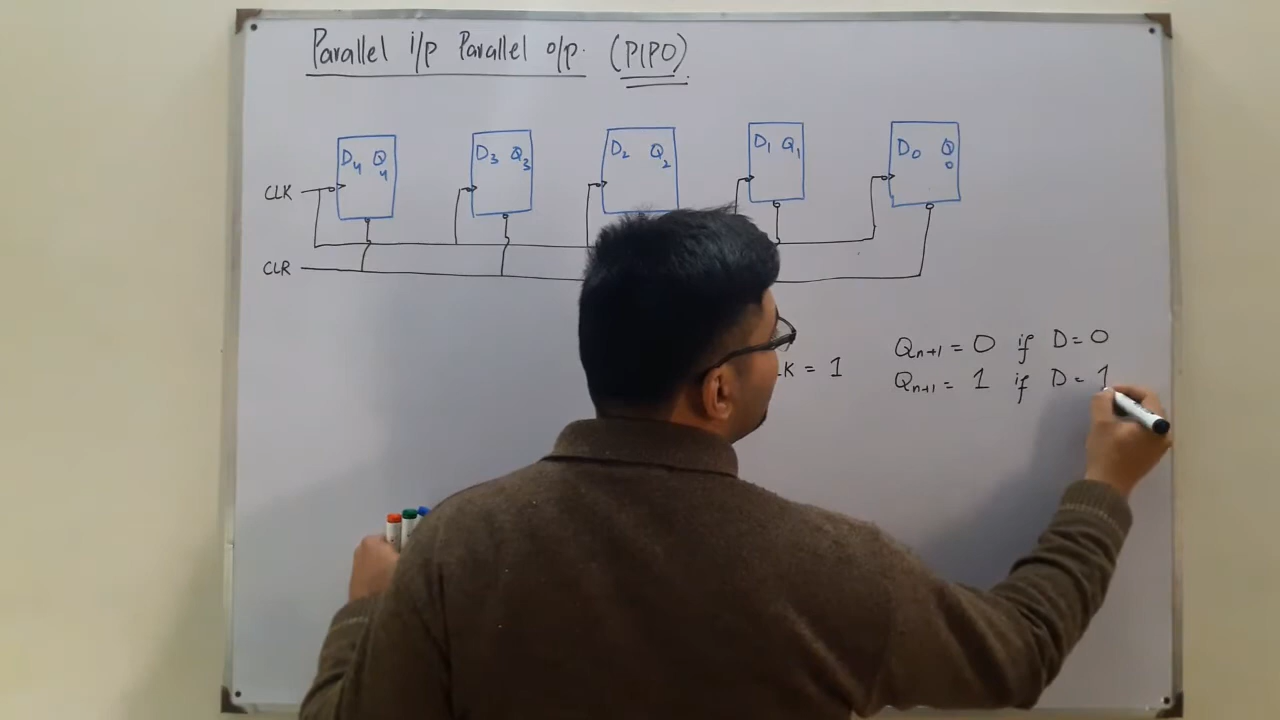 Parallel i/p Parallel o/p. (PIPO)
D4 Q4 D3 Q3 D2 Q2 D1 Q1 D0 Q0
CLK
CLR
Qn+1 = 0 if D = 0
= 1
Qn+1 = 1 if D = 1